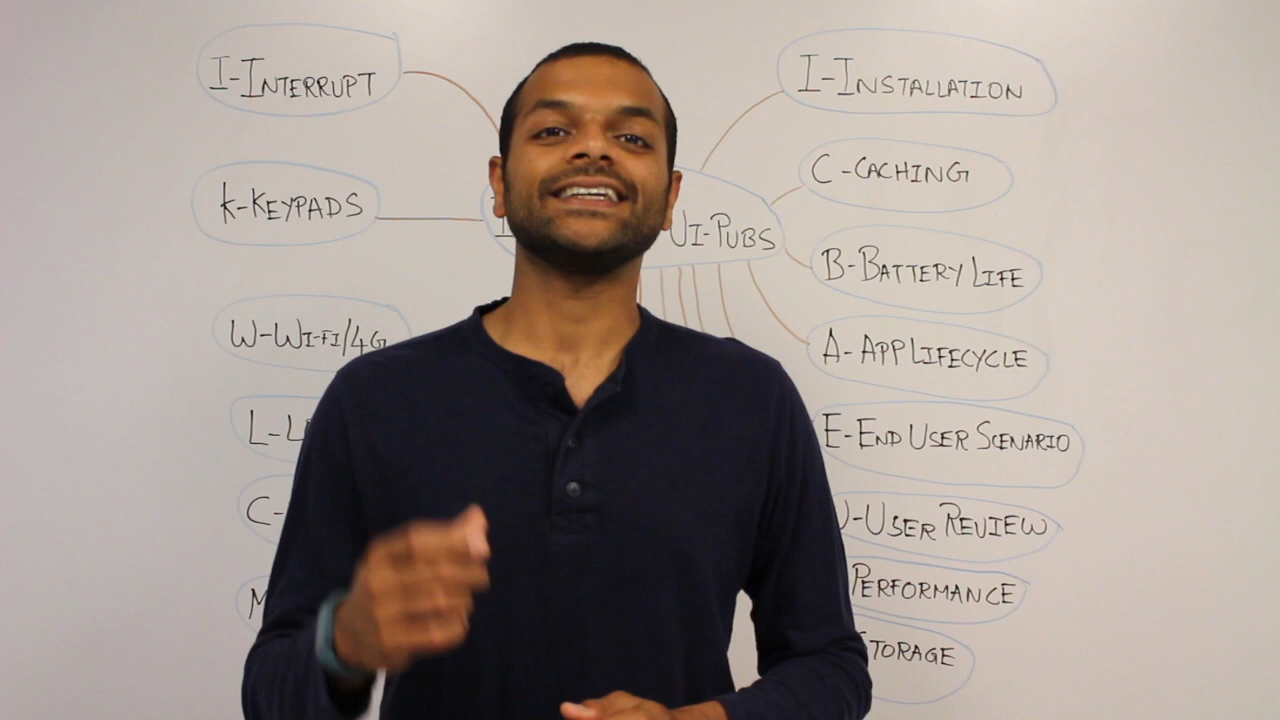 I-INTERRUPT
K-KEYPADS
W-WI-FI/4G
L-
C-
M
I
UI-PUBS
I-INSTALLATION
C-CACHING
B-BATTERY LIFE
A-APP LIFECYCLE
E-END USER SCENARIO
-USER REVIEW
PERFORMANCE
TORAGE